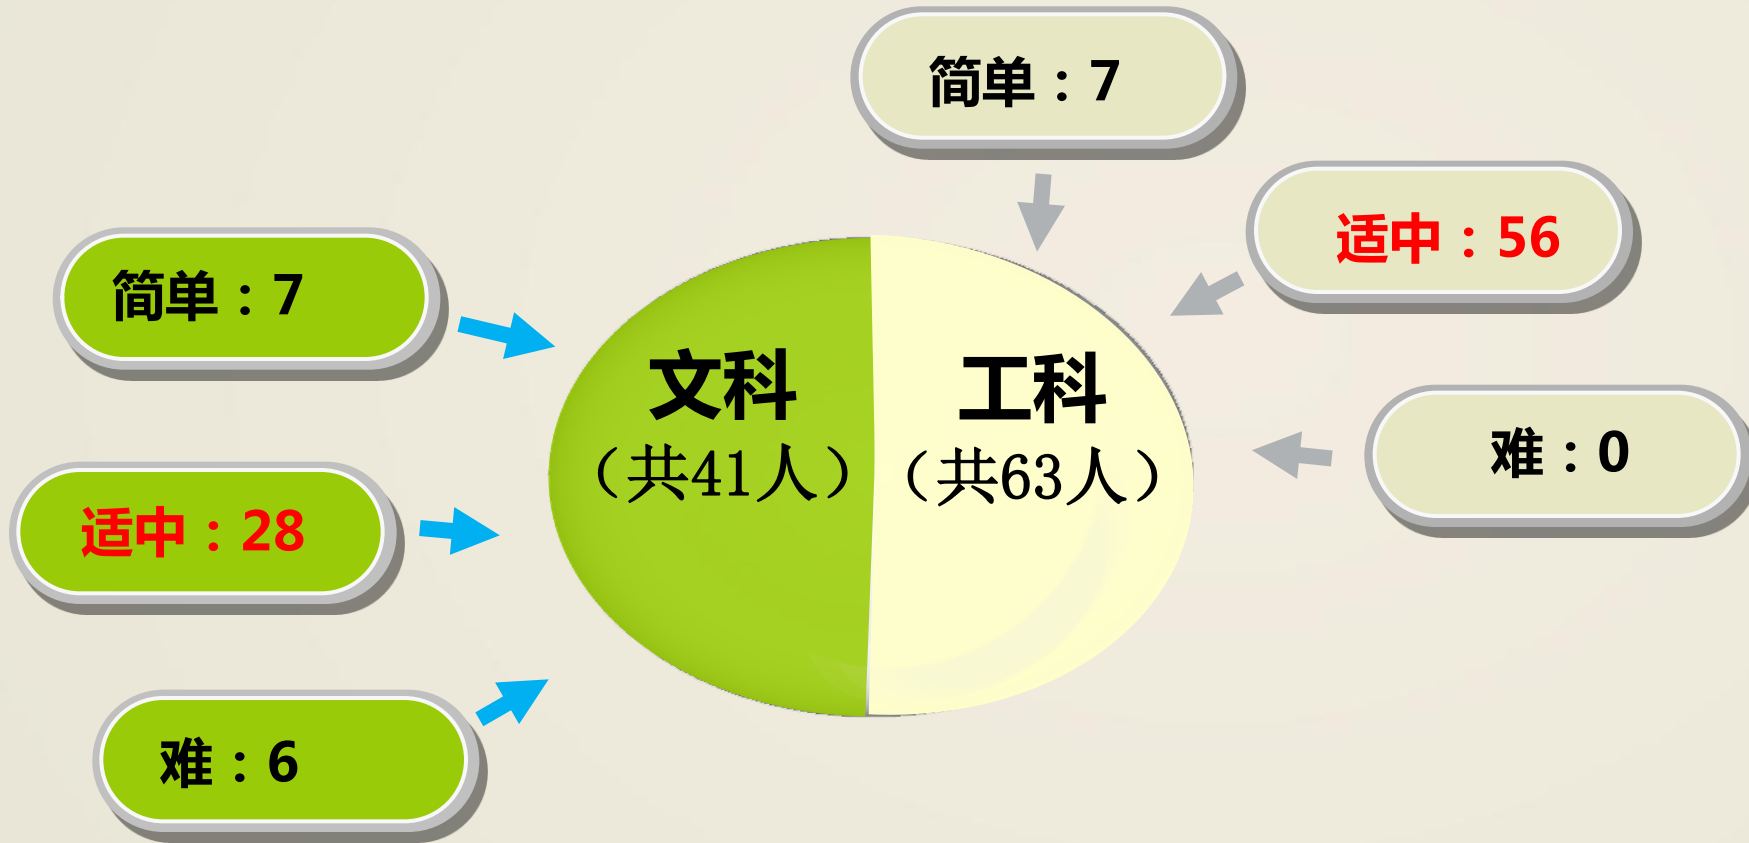 简单：7
适中：56
简单：7
文科
（共41人）
工科
（共63人）
难：0
适中：28
难：6